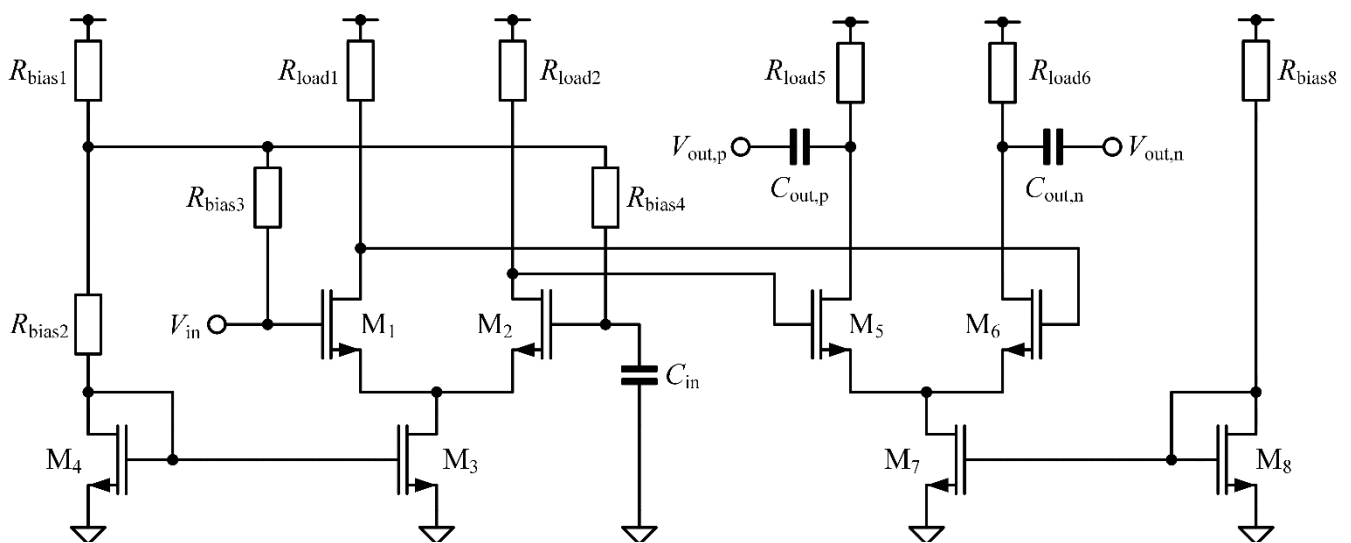 Rbias1
Rload1
Rload2
Rload5
Rload6
Rbias8
Vout,p
Vout,n
Rbias3
Rbias4
Cout,p
Cout,n
Rbias2
Vin
M1
M2
M5
M6
Cin
M4
M3
M7
M8